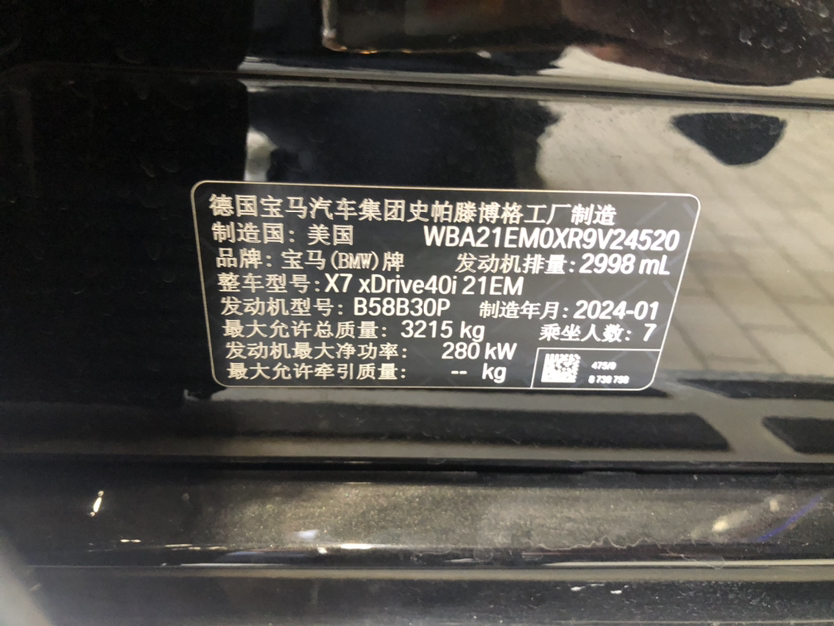 德国宝马汽车集团史帕滕博格工厂制造
制造国: 美国 WBA21EM0XR9V24520
品牌: 宝马(BMW)牌 发动机排量: 2998 mL
整车型号: X7 xDrive40i 21EM
发动机型号: B58B30P 制造年月: 2024-01
最大允许总质量: 3215 kg 乘坐人数: 7
发动机最大净功率: 280 kW
最大允许牵引质量: -- kg
475/9